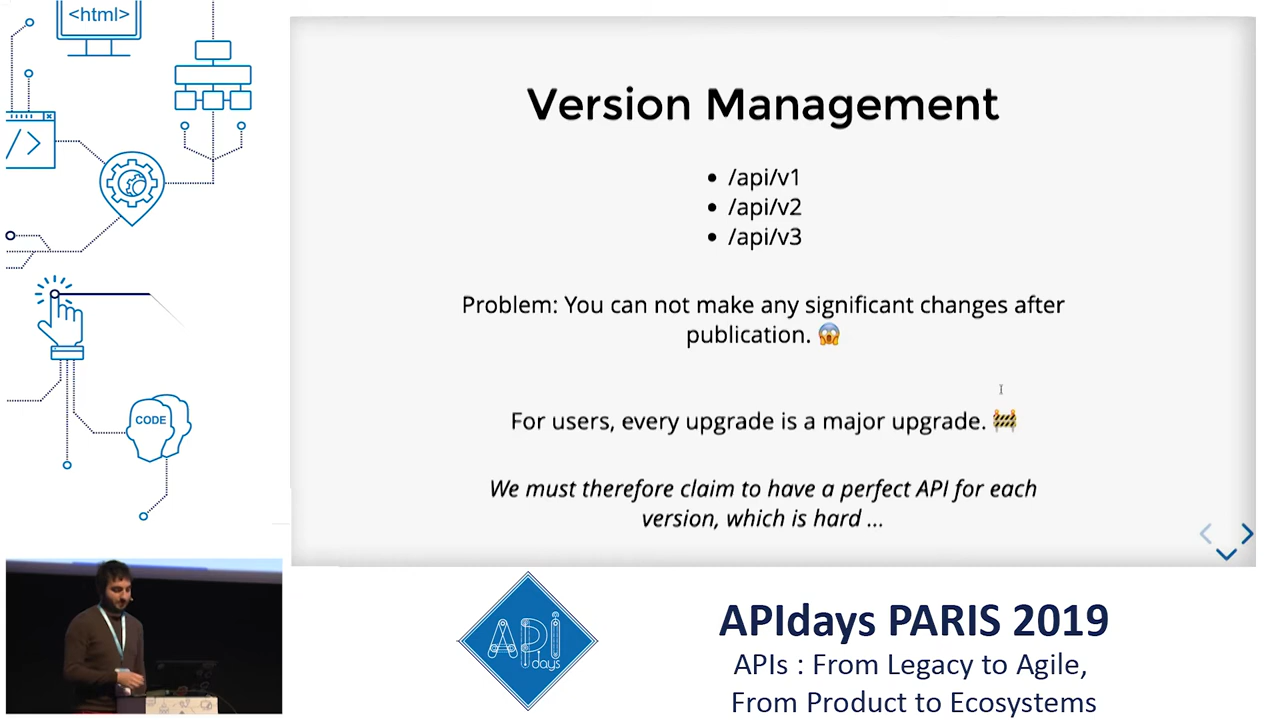 <html>
Version Management
• /api/v1
• /api/v2
• /api/v3
Problem: You can not make any significant changes after
publication. 😱
For users, every upgrade is a major upgrade. 🚧
We must therefore claim to have a perfect API for each
version, which is hard ...
</>
CODE
API
days
APIdays PARIS 2019
APIs : From Legacy to Agile,
From Product to Ecosystems